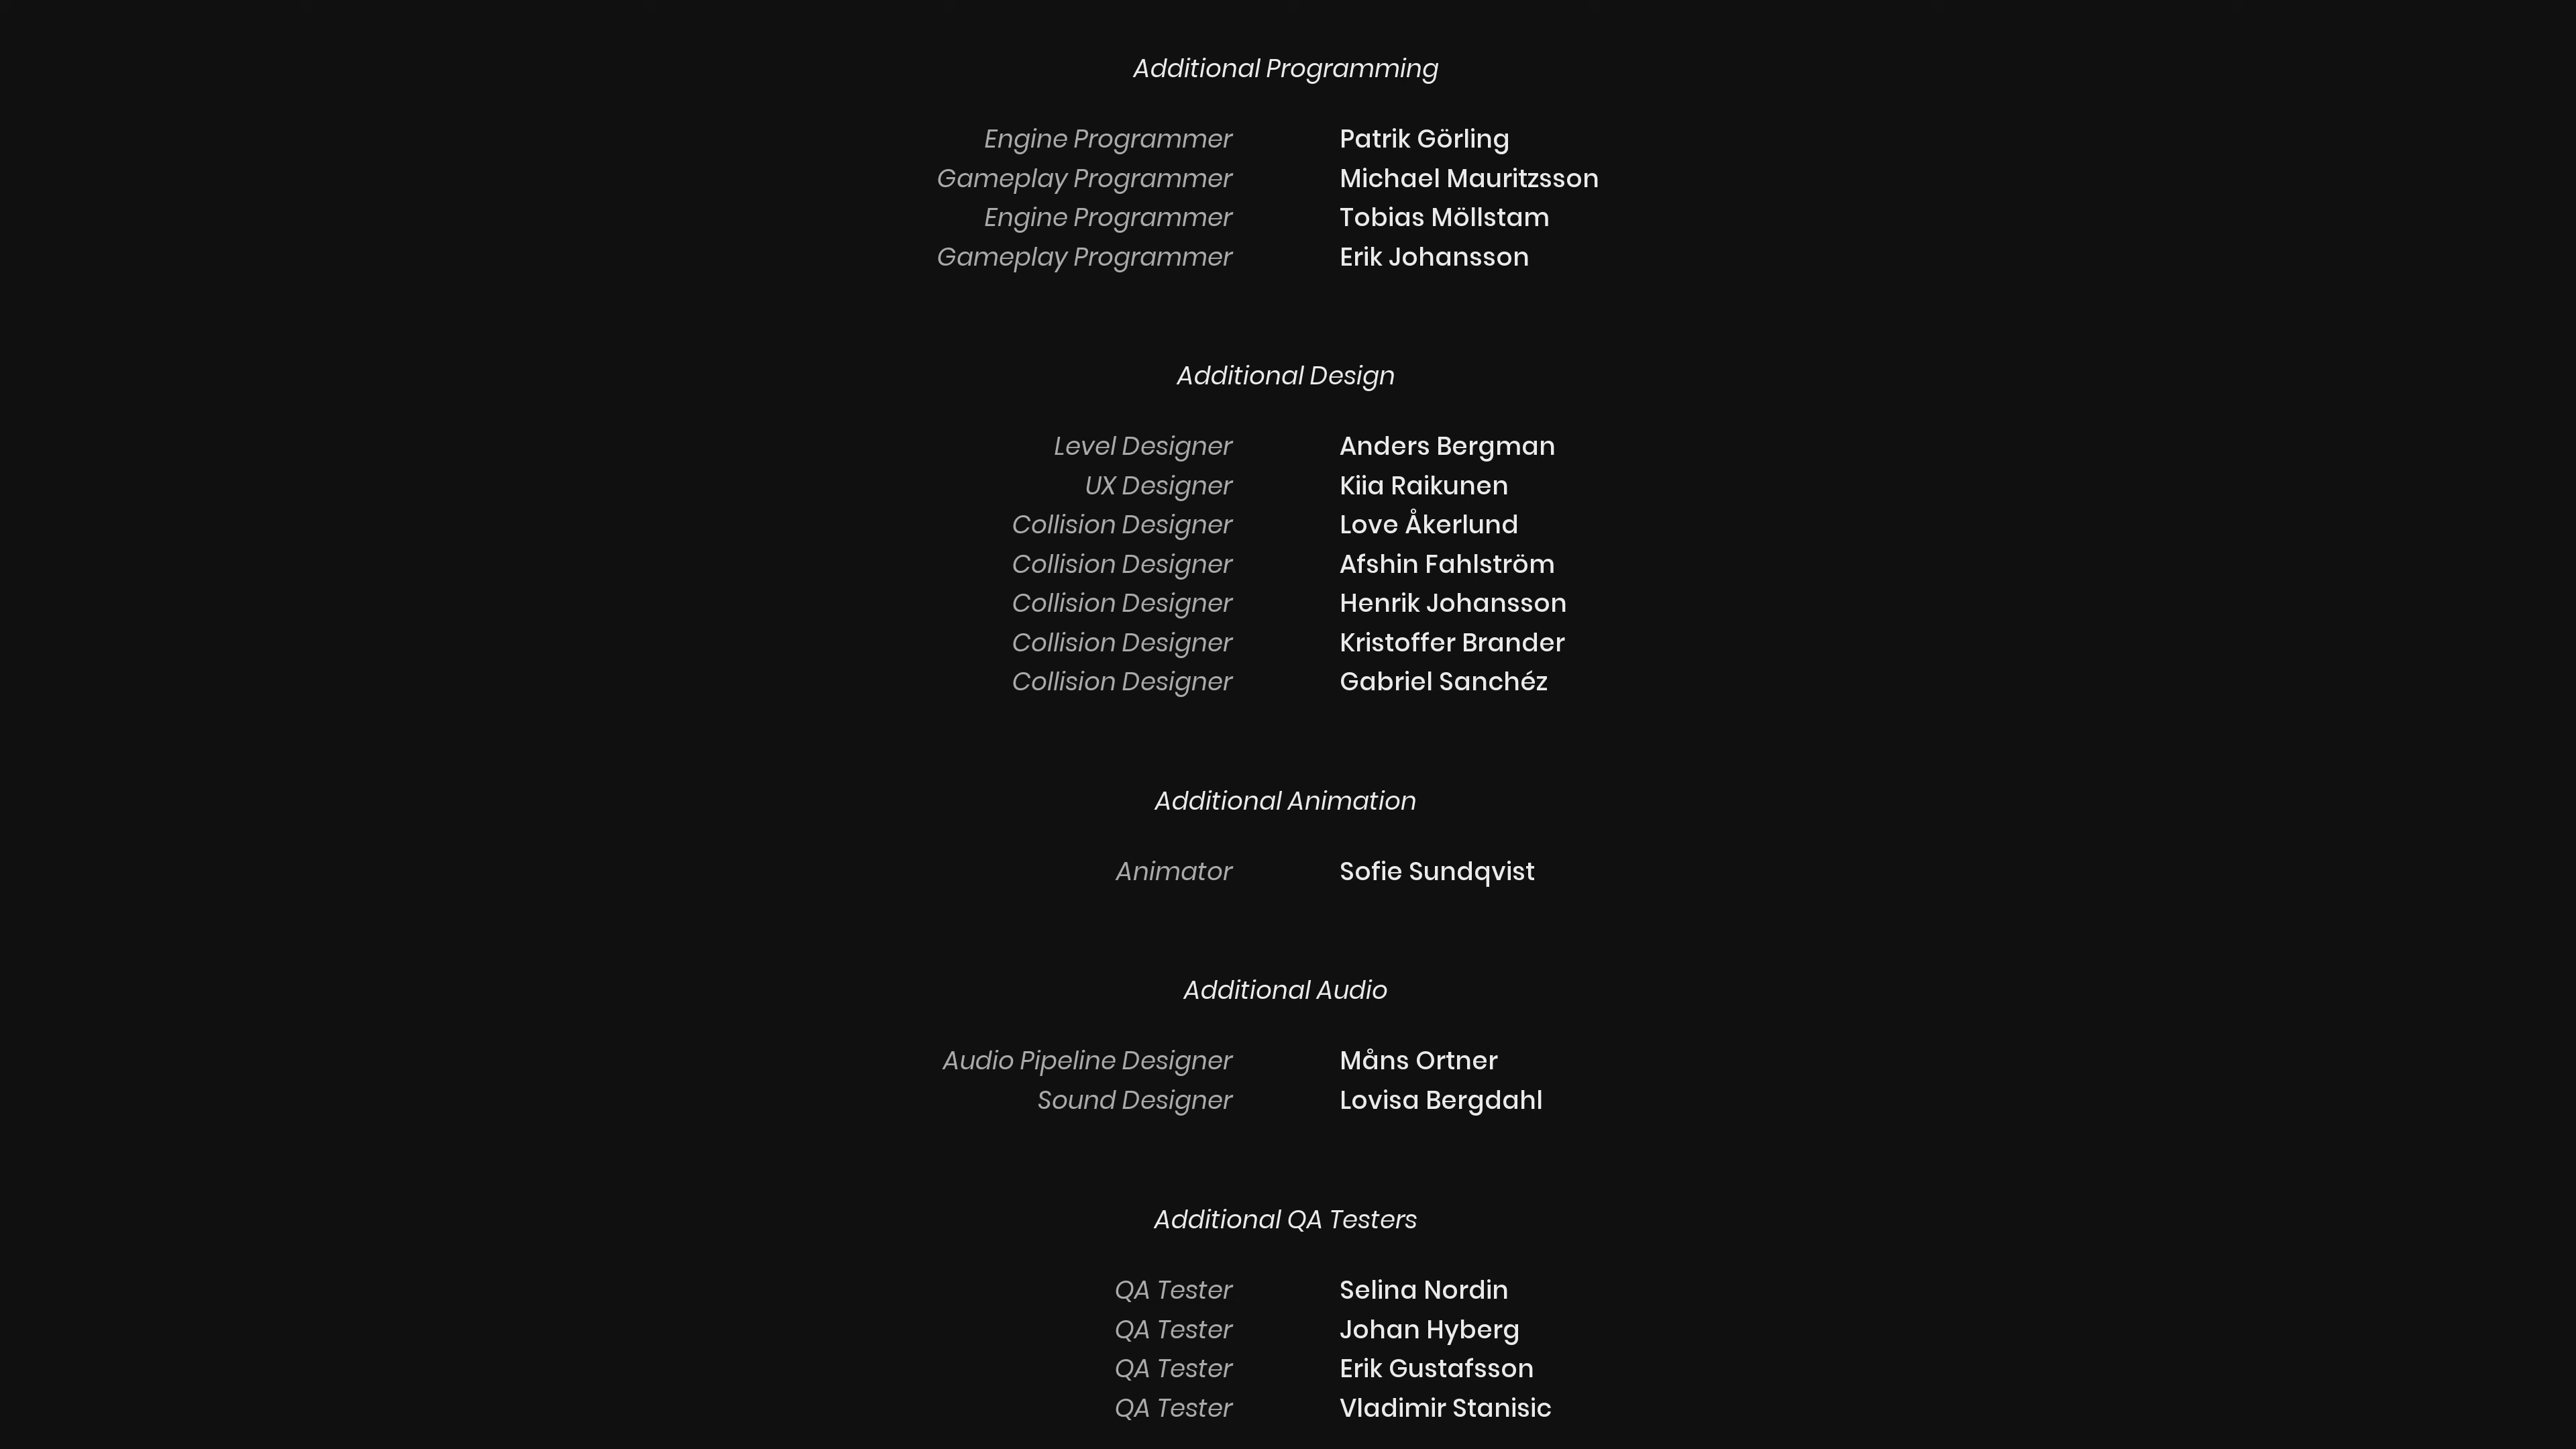 Additional Programming
Engine Programmer Patrik Görling
Gameplay Programmer Michael Mauritzsson
Engine Programmer Tobias Möllstam
Gameplay Programmer Erik Johansson
Additional Design
Level Designer Anders Bergman
UX Designer Kiia Raikunen
Collision Designer Love Åkerlund
Collision Designer Afshin Fahlström
Collision Designer Henrik Johansson
Collision Designer Kristoffer Brander
Collision Designer Gabriel Sanchéz
Additional Animation
Animator Sofie Sundqvist
Additional Audio
Audio Pipeline Designer Måns Ortner
Sound Designer Lovisa Bergdahl
Additional QA Testers
QA Tester Selina Nordin
QA Tester Johan Hyberg
QA Tester Erik Gustafsson
QA Tester Vladimir Stanisic